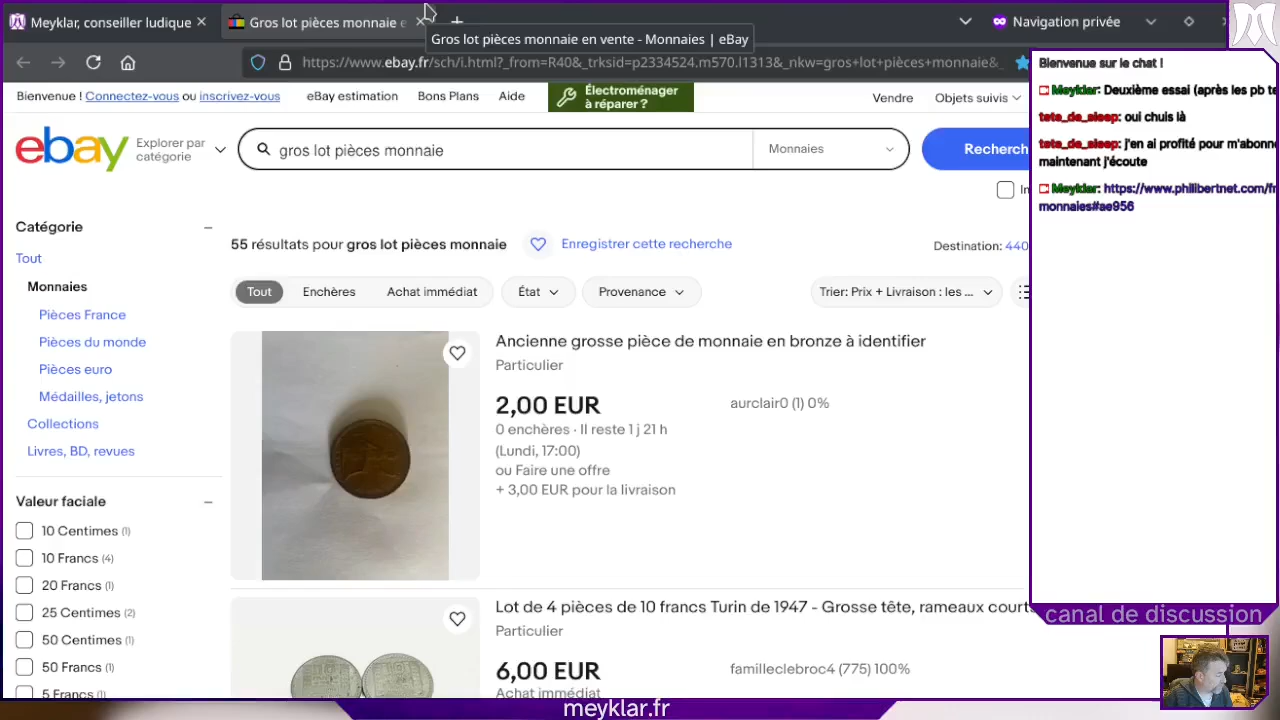 Meyklar, conseiller ludique
Gros lot pièces monnaie e
Navigation privée
Gros lot pièces monnaie en vente - Monnaies | eBay
https://www.ebay.fr/sch/i.html?_from=R40&_trksid=p2334524.m570.l1313&_nkw=gros+lot+pièces+monnaie&_
Bienvenue ! Connectez-vous ou inscrivez-vous
eBay estimation
Bons Plans
Aide
Électroménager
à réparer ?
Vendre
Objets suivis
ebay
Explorer par
catégorie
gros lot pièces monnaie
Monnaies
Recherch
In
Catégorie
Tout
Monnaies
Pièces France
Pièces du monde
Pièces euro
Médailles, jetons
Collections
Livres, BD, revues
Valeur faciale
10 Centimes (1)
10 Francs (4)
20 Francs (1)
25 Centimes (2)
50 Centimes (1)
50 Francs (1)
5 Francs (1)
55 résultats pour gros lot pièces monnaie
Enregistrer cette recherche
Destination: 440
Tout
Enchères
Achat immédiat
État
Provenance
Trier: Prix + Livraison : les ...
Ancienne grosse pièce de monnaie en bronze à identifier
Particulier
2,00 EUR
aurclair0 (1) 0%
0 enchères · Il reste 1 j 21 h
(Lundi, 17:00)
ou Faire une offre
+ 3,00 EUR pour la livraison
Lot de 4 pièces de 10 francs Turin de 1947 - Grosse tête, rameaux courts
Particulier
6,00 EUR
familleclebroc4 (775) 100%
Achat immédiat
Bienvenue sur le chat !
Meyklar: Deuxième essai (après les pb te
tete_de_sleep: oui chuis là
tete_de_sleep: j'en ai profité pour m'abonne
maintenant j'écoute
Meyklar: https://www.philibertnet.com/fr
monnaies#ae956
canal de discussion
meyklar.fr